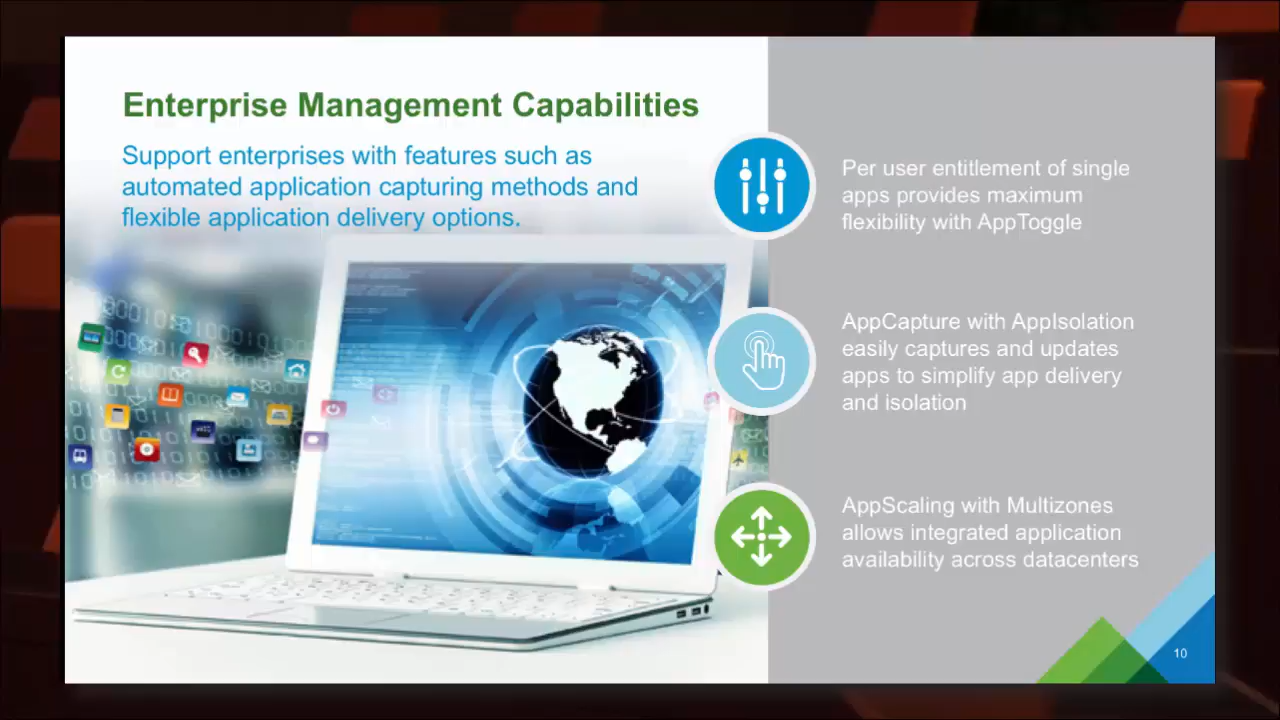 Enterprise Management Capabilities
Support enterprises with features such as
automated application capturing methods and
flexible application delivery options.
Per user entitlement of single
apps provides maximum
flexibility with AppToggle
AppCapture with AppIsolation
easily captures and updates
apps to simplify app delivery
and isolation
AppScaling with Multizones
allows integrated application
availability across datacenters
10